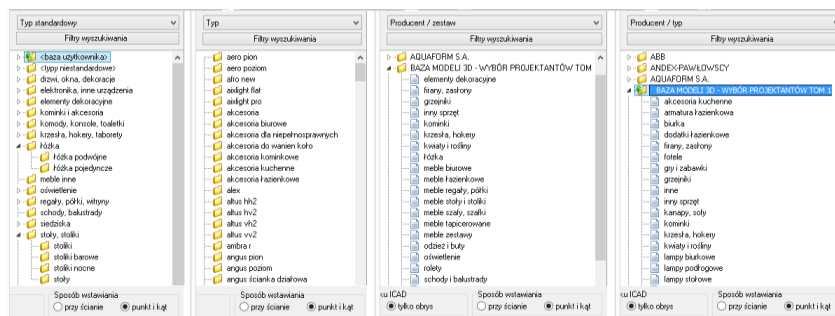 Typ standardowy
Filtry wyszukiwania
<baza użytkownika>
<typy niestandardowe>
drzwi, okna, dekoracje
elektronika, inne urządzenia
elementy dekoracyjne
kominki i akcesoria
komody, konsole, toaletki
krzesła, hokery, taborety
łóżka
łóżka podwójne
łóżka pojedyncze
meble inne
oświetlenie
regały, półki, witryny
schody, balustrady
siedziska
stoły, stoliki
stoliki
stoliki barowe
stoliki nocne
stoły
Sposób wstawiania
przy ścianie
punkt i kąt
Typ
Filtry wyszukiwania
aero pion
aero poziom
afro new
aixlight flat
aixlight pro
akcesoria
akcesoria biurowe
akcesoria dla niepełnosprawnych
akcesoria do wanien koło
akcesoria kominkowe
akcesoria kuchenne
akcesoria łazienkowe
alex
altus hh2
altus hv2
altus vh2
altus vv2
ambra r
angus pion
angus poziom
angus ścianka działowa
Sposób wstawiania
przy ścianie
punkt i kąt
Producent / zestaw
Filtry wyszukiwania
AQUAFORM S.A.
BAZA MODELI 3D - WYBÓR PROJEKTANTÓW TOM
elementy dekoracyjne
firany, zasłony
grzejniki
inny sprzęt
kominki
krzesła, hokery
kwiaty i rośliny
łóżka
meble biurowe
meble łazienkowe
meble regały, półki
meble stoły i stoliki
meble szafy, szafki
meble tapicerowane
meble zestawy
odzież i buty
oświetlenie
rolety
schody i balustrady
ku ICAD
tylko obrys
Sposób wstawiania
przy ścianie
punkt i kąt
Producent / typ
Filtry wyszukiwania
ABB
ANDEX-PAWŁOWSCY
AQUAFORM S.A.
BAZA MODELI 3D - WYBÓR PROJEKTANTÓW TOM 1
akcesoria kuchenne
armatura łazienkowa
biurka
dodatki łazienkowe
firany, zasłony
fotele
gry i zabawki
grzejniki
inne
inny sprzęt
kanapy, sofy
kominki
krzesła, hokery
kwiaty i rośliny
lampy biurkowe
lampy podłogowe
lampy stołowe
ku ICAD
tylko obrys
Sposób wstawiania
przy ścianie
punkt i kąt